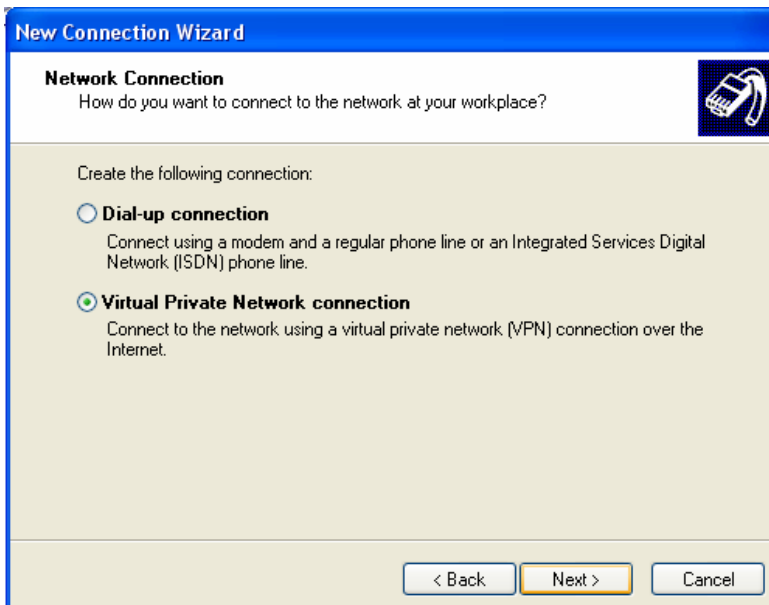 New Connection Wizard
Network Connection
How do you want to connect to the network at your workplace?
Create the following connection:
Dial-up connection
Connect using a modem and a regular phone line or an Integrated Services Digital
Network (ISDN) phone line.
Virtual Private Network connection
Connect to the network using a virtual private network (VPN) connection over the
Internet.
< Back
Next >
Cancel